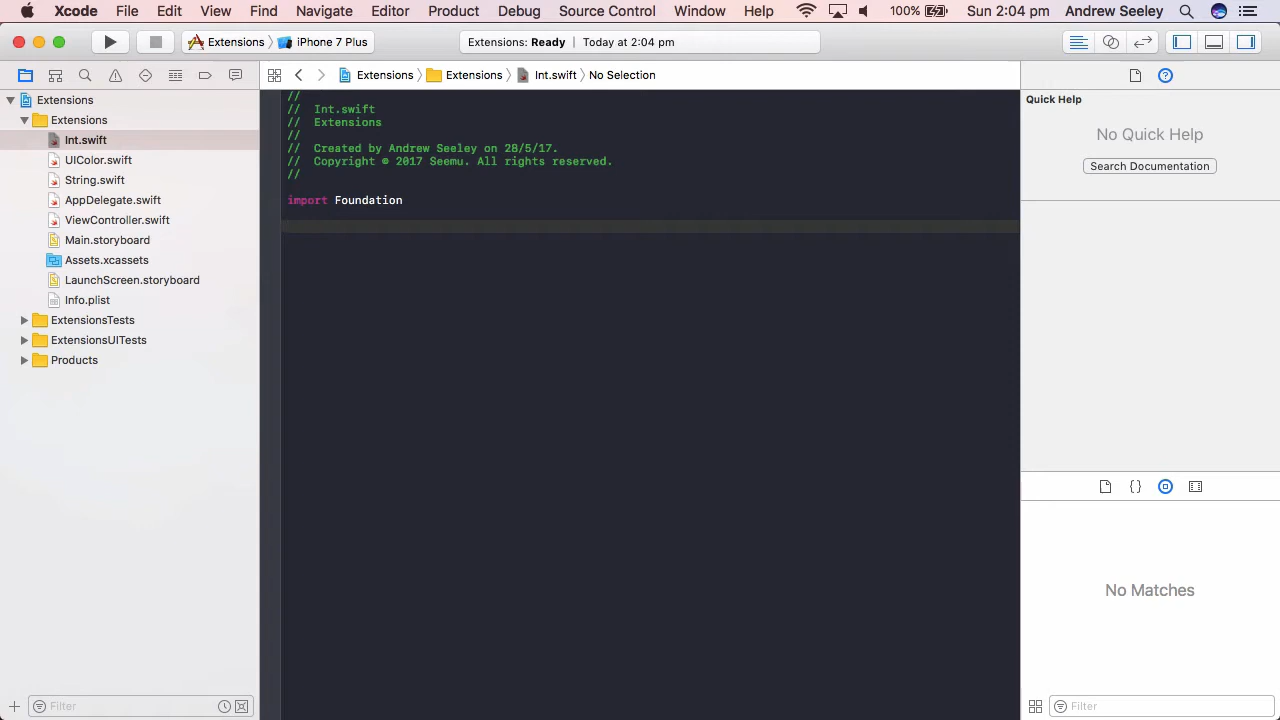 Xcode File Edit View Find Navigate Editor Product Debug Source Control Window Help 100% Sun 2:04 pm Andrew Seeley
Extensions iPhone 7 Plus Extensions: Ready | Today at 2:04 pm
Extensions Extensions Int.swift No Selection
Extensions
Extensions
Int.swift
UIColor.swift
String.swift
AppDelegate.swift
ViewController.swift
Main.storyboard
Assets.xcassets
LaunchScreen.storyboard
Info.plist
ExtensionsTests
ExtensionsUITests
Products
Filter
//
// Int.swift
// Extensions
//
// Created by Andrew Seeley on 28/5/17.
// Copyright © 2017 Seemu. All rights reserved.
//
import Foundation
Quick Help
No Quick Help
Search Documentation
{}
No Matches
Filter